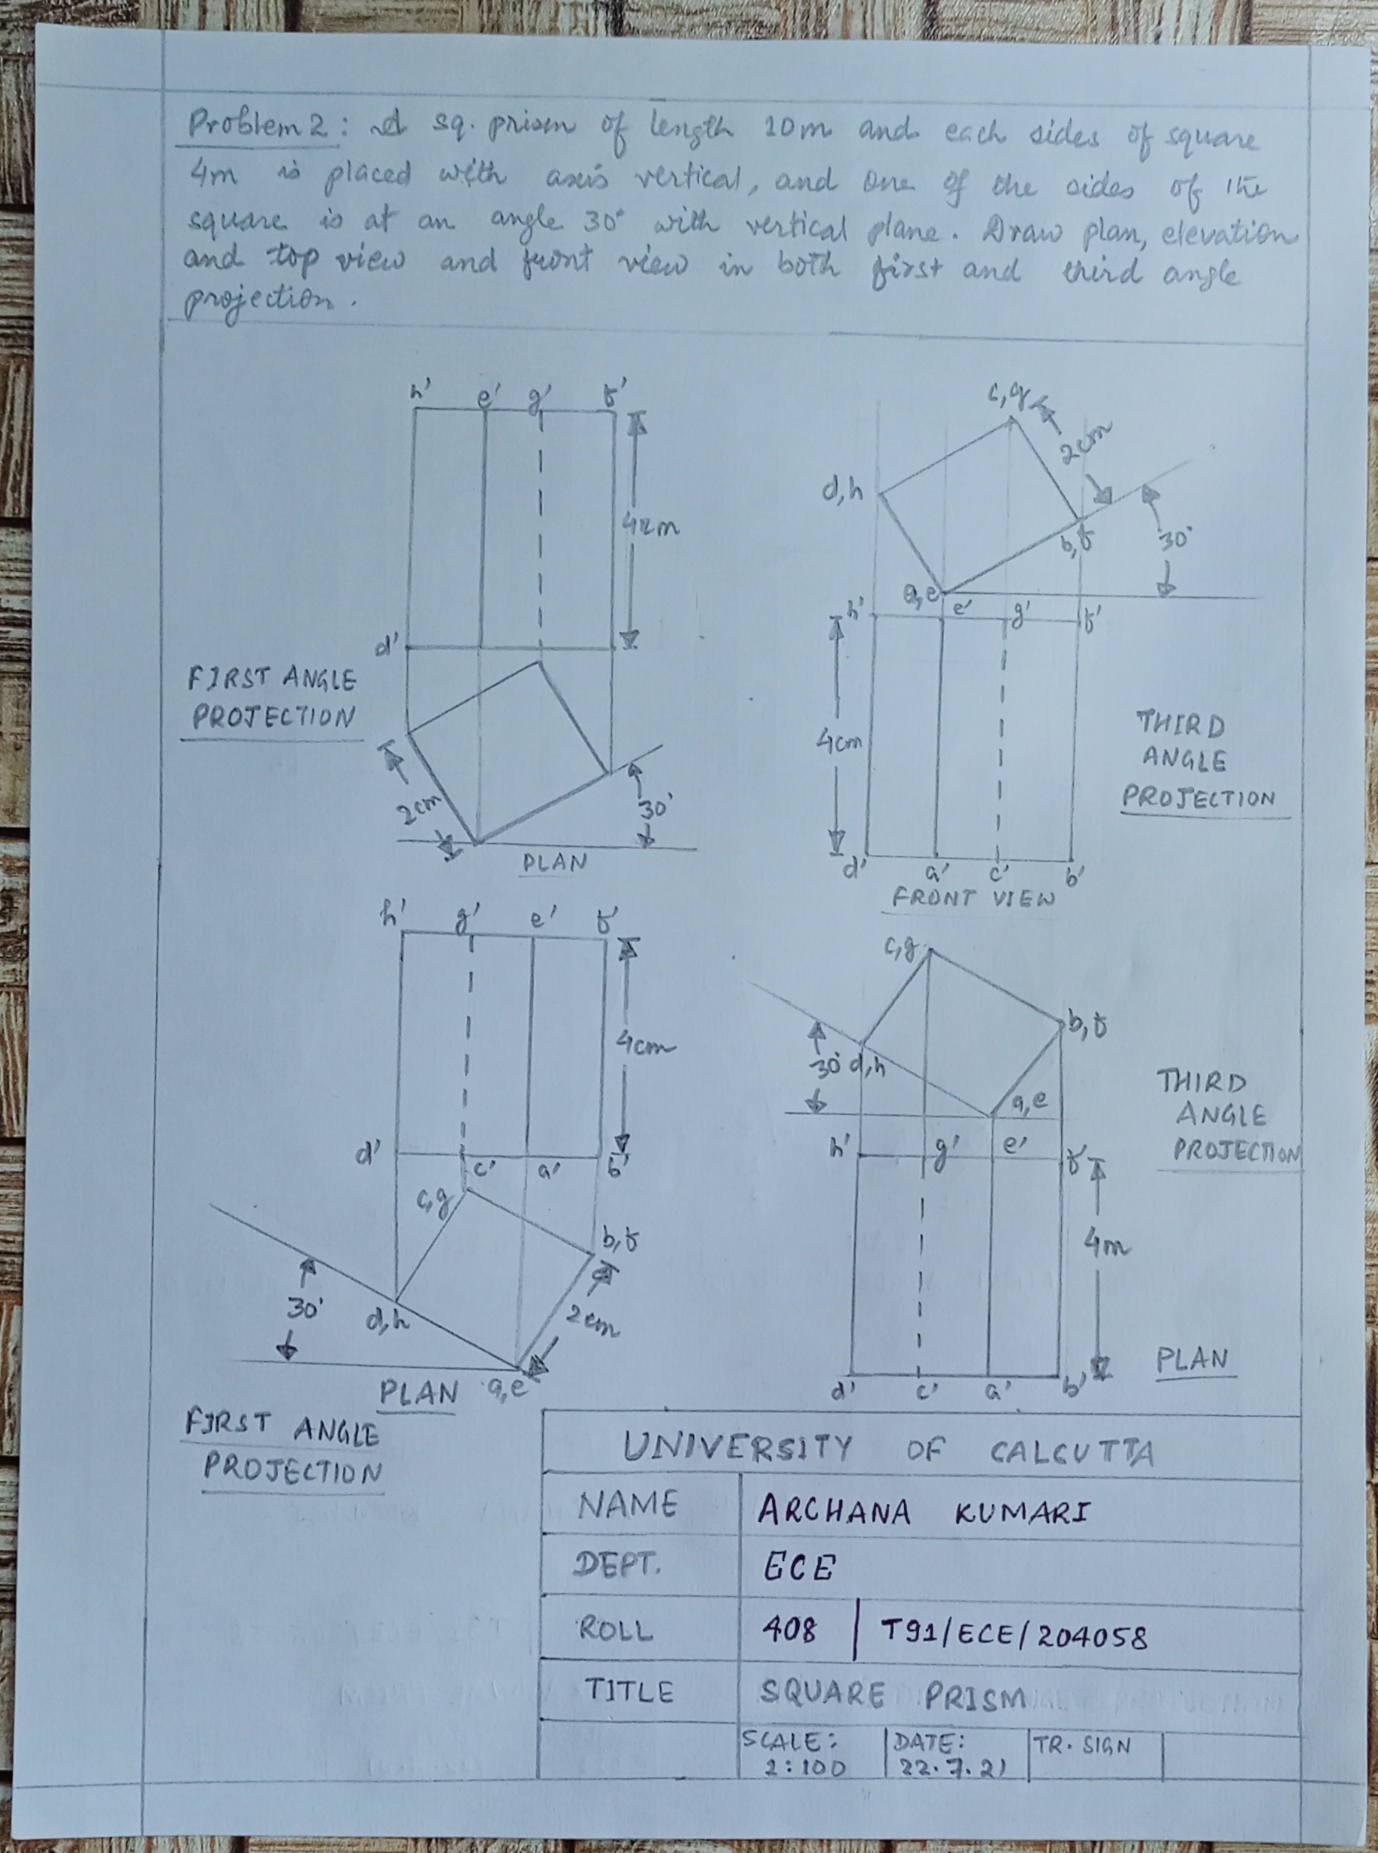 Problem 2: A sq. prism of length 10m and each sides of square
4m is placed with axis vertical, and one of the sides of the
square is at an angle 30° with vertical plane. Draw plan, elevation
and top view and front view in both first and third angle
projection.
h' e' g' f'
4cm
d'
FIRST ANGLE
PROJECTION
2cm
30°
PLAN
c,g
2cm
d,h
b,f
30°
a,e
h' e' g' f'
4cm
THIRD
ANGLE
PROJECTION
d' a' c' b'
FRONT VIEW
h' g' e' f'
4cm
d' c' a' b'
c,g
b,f
30°
d,h
2cm
PLAN a,e
FIRST ANGLE
PROJECTION
c,g
b,f
30° d,h
a,e
THIRD
ANGLE
PROJECTION
h' g' e' f'
4m
PLAN
d' c' a' b'
UNIVERSITY OF CALCUTTA
NAME ARCHANA KUMARI
DEPT. ECE
ROLL 408 T91/ECE/204058
TITLE SQUARE PRISM
SCALE: DATE: TR. SIGN
2:100 22.7.21